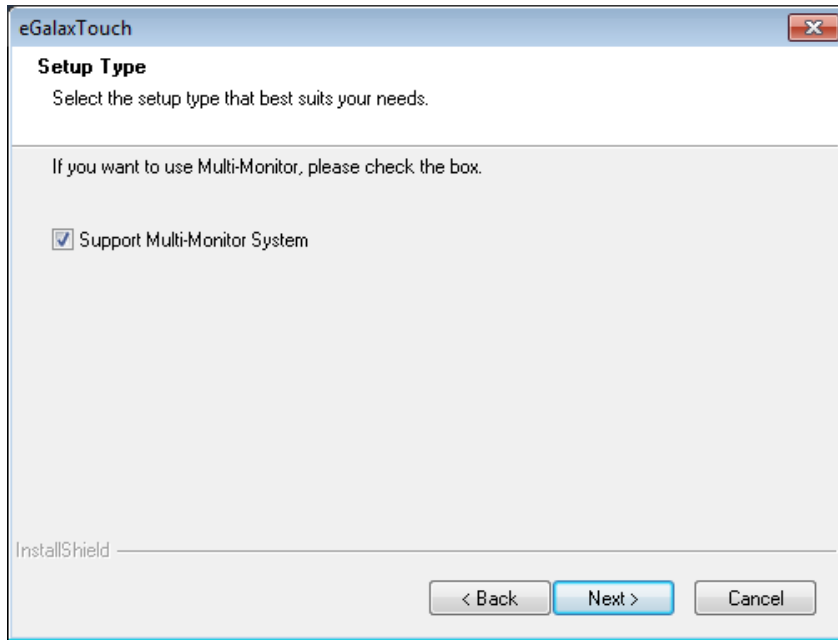 eGalaxTouch
Setup Type
Select the setup type that best suits your needs.
If you want to use Multi-Monitor, please check the box.
Support Multi-Monitor System
InstallShield
< Back Next > Cancel